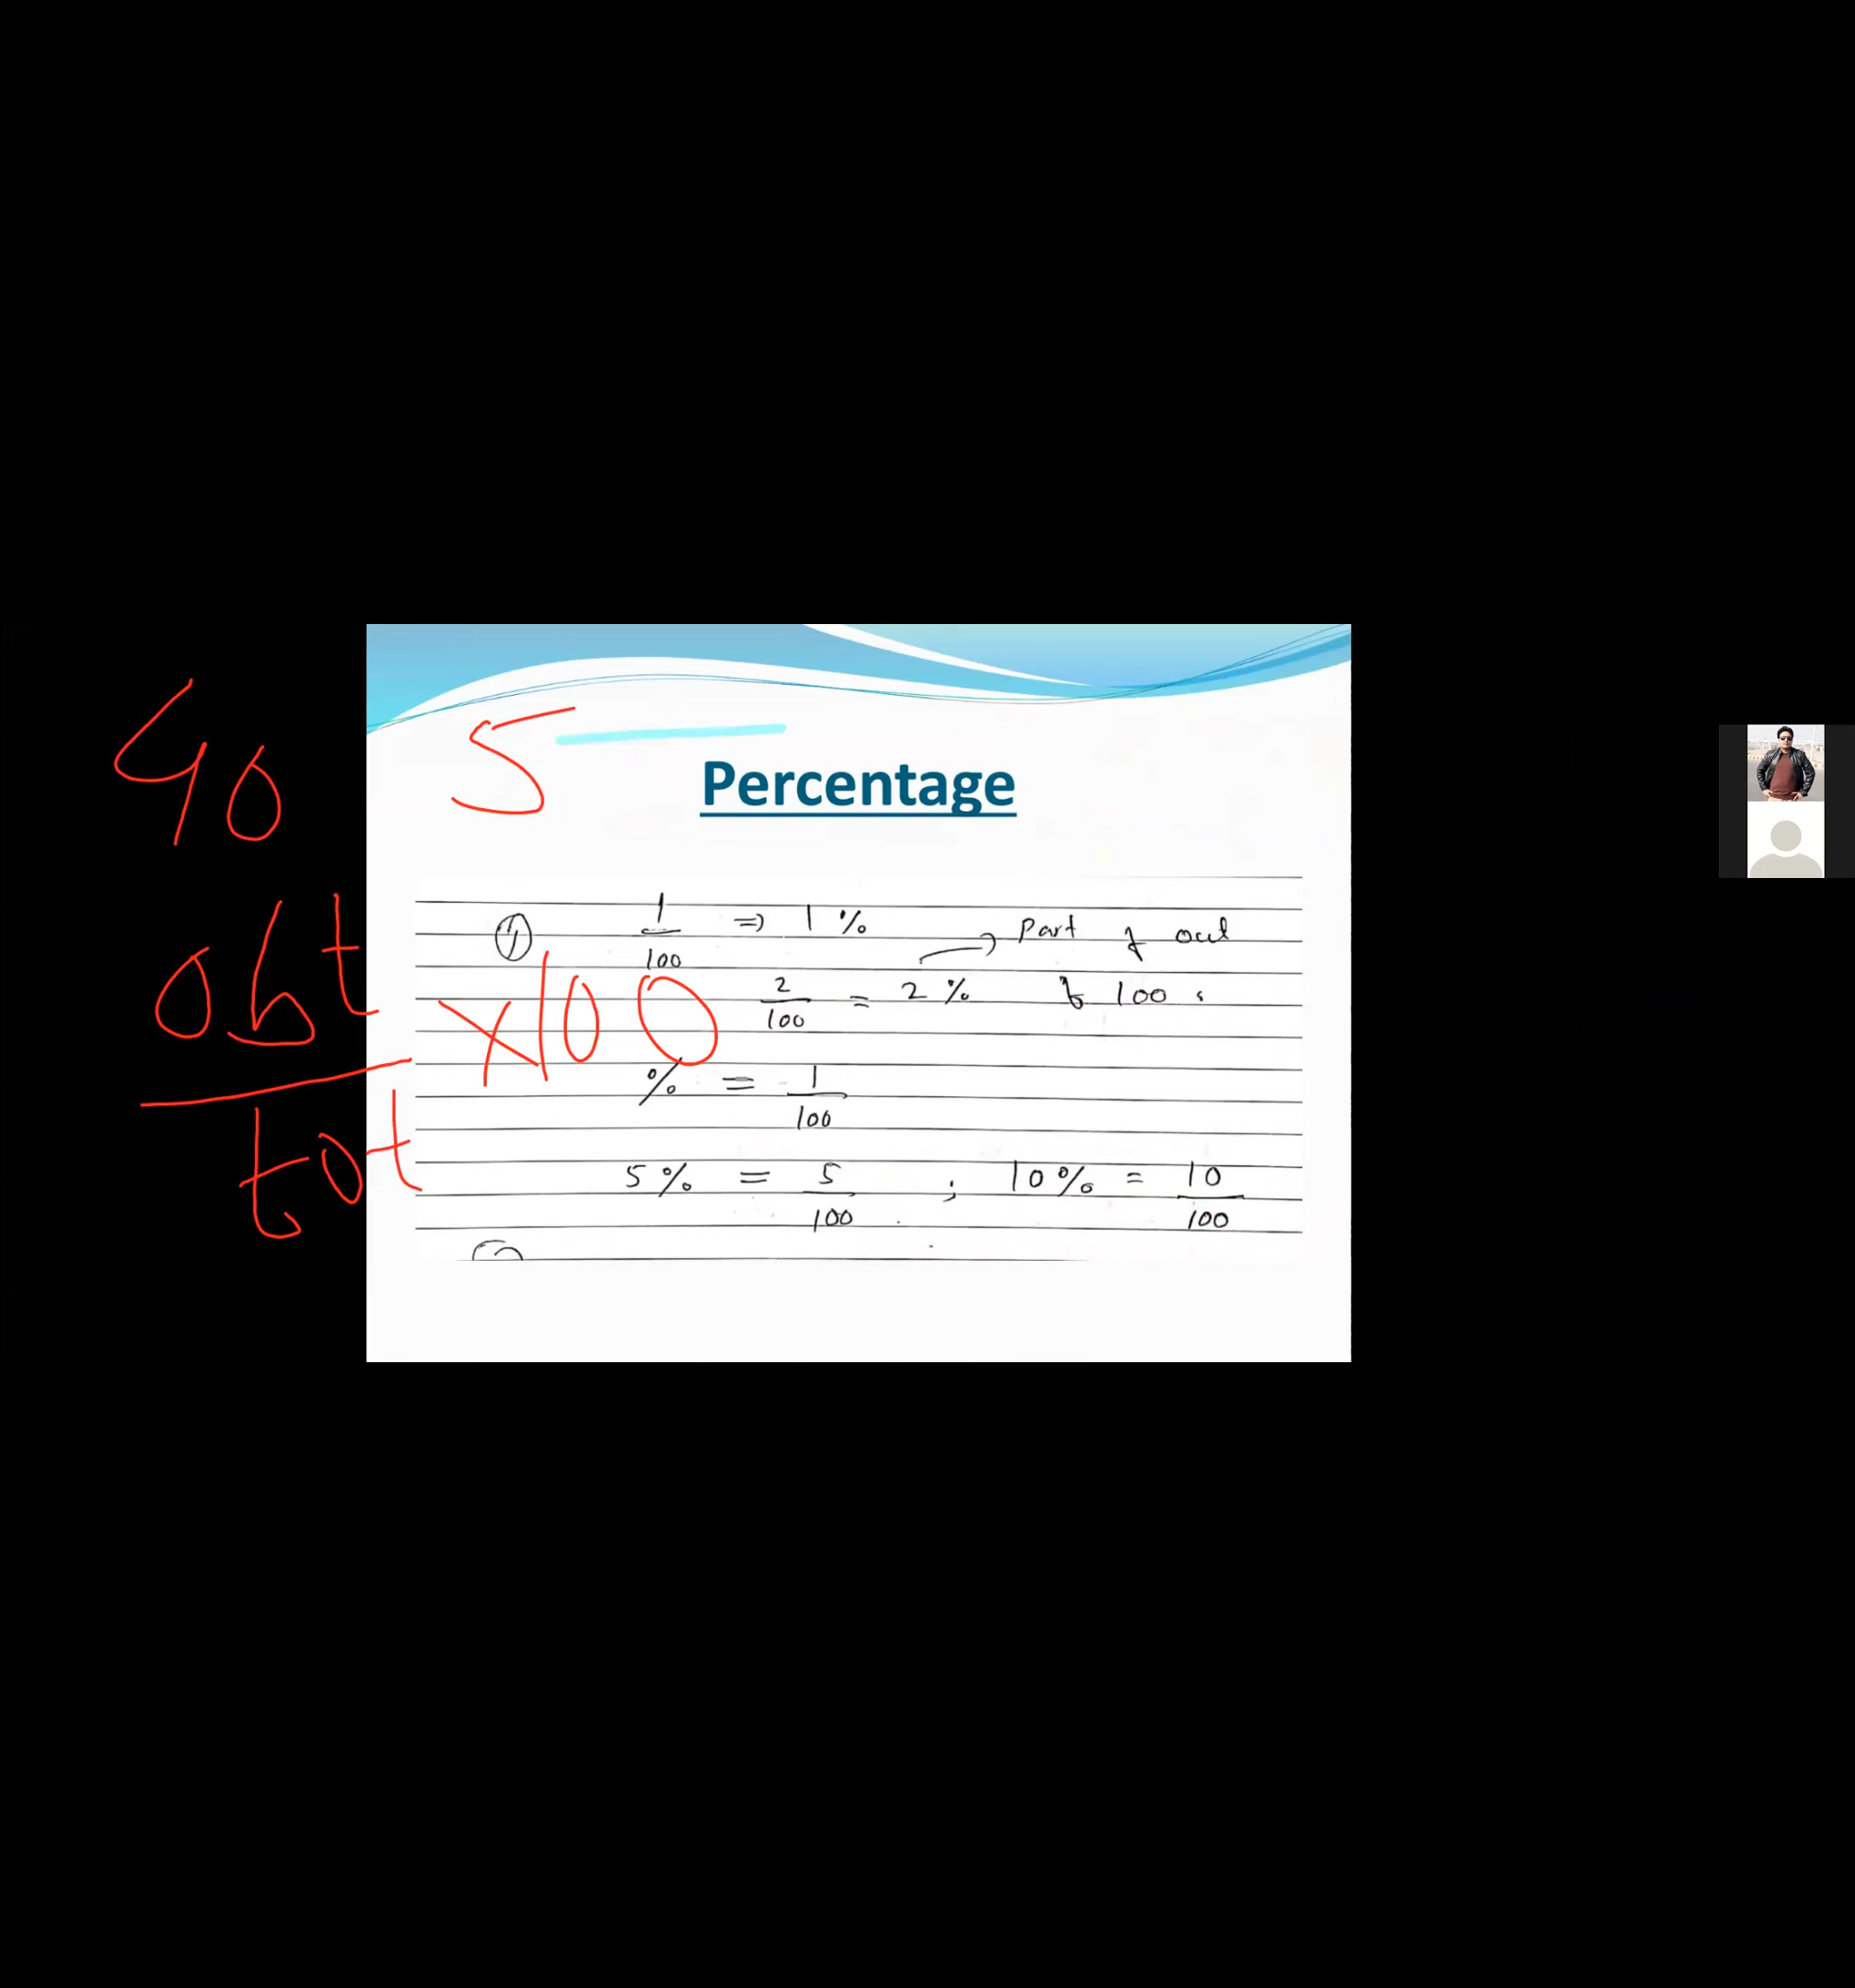 40 5
Percentage
① 1/100 ⇒ 1 % → Part of out
of 100 .
2/100 = 2 %
obt/tot ×100
% = 1/100
5% = 5/100 ; 10% = 10/100